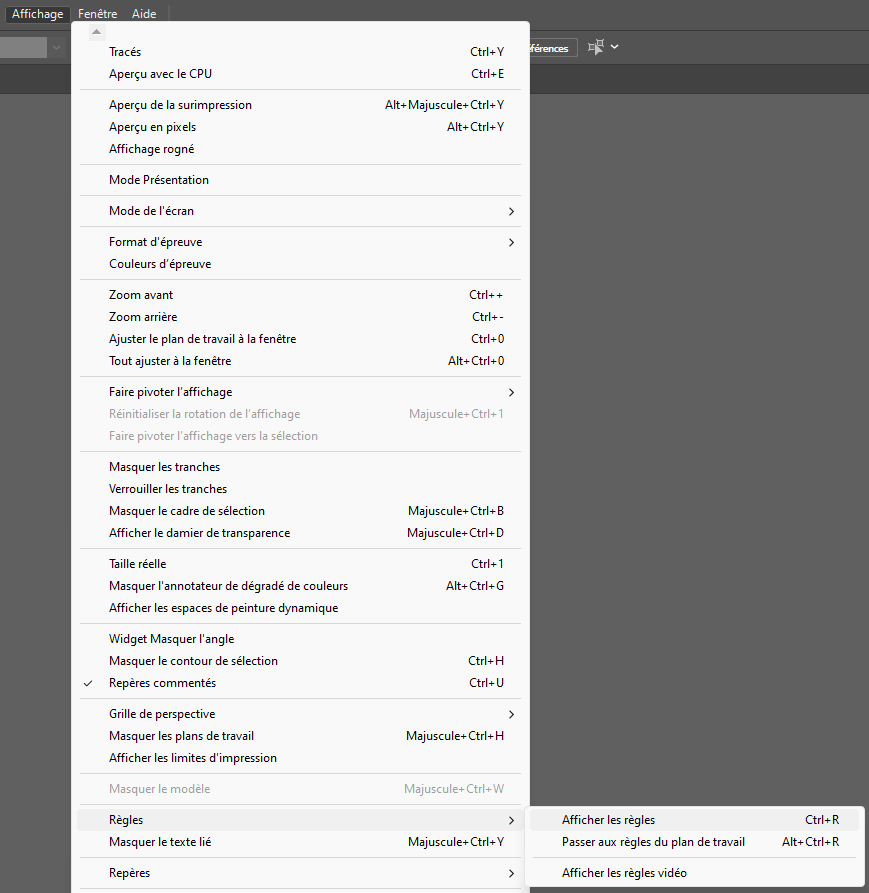 Affichage Fenêtre Aide
férences
Tracés Ctrl+Y
Aperçu avec le CPU Ctrl+E
Aperçu de la surimpression Alt+Majuscule+Ctrl+Y
Aperçu en pixels Alt+Ctrl+Y
Affichage rogné
Mode Présentation
Mode de l'écran
Format d'épreuve
Couleurs d'épreuve
Zoom avant Ctrl++
Zoom arrière Ctrl+-
Ajuster le plan de travail à la fenêtre Ctrl+0
Tout ajuster à la fenêtre Alt+Ctrl+0
Faire pivoter l'affichage
Réinitialiser la rotation de l'affichage Majuscule+Ctrl+1
Faire pivoter l'affichage vers la sélection
Masquer les tranches
Verrouiller les tranches
Masquer le cadre de sélection Majuscule+Ctrl+B
Afficher le damier de transparence Majuscule+Ctrl+D
Taille réelle Ctrl+1
Masquer l'annotateur de dégradé de couleurs Alt+Ctrl+G
Afficher les espaces de peinture dynamique
Widget Masquer l'angle
Masquer le contour de sélection Ctrl+H
Repères commentés Ctrl+U
Grille de perspective
Masquer les plans de travail Majuscule+Ctrl+H
Afficher les limites d'impression
Masquer le modèle Majuscule+Ctrl+W
Règles
Masquer le texte lié Majuscule+Ctrl+Y
Repères
Afficher les règles Ctrl+R
Passer aux règles du plan de travail Alt+Ctrl+R
Afficher les règles vidéo